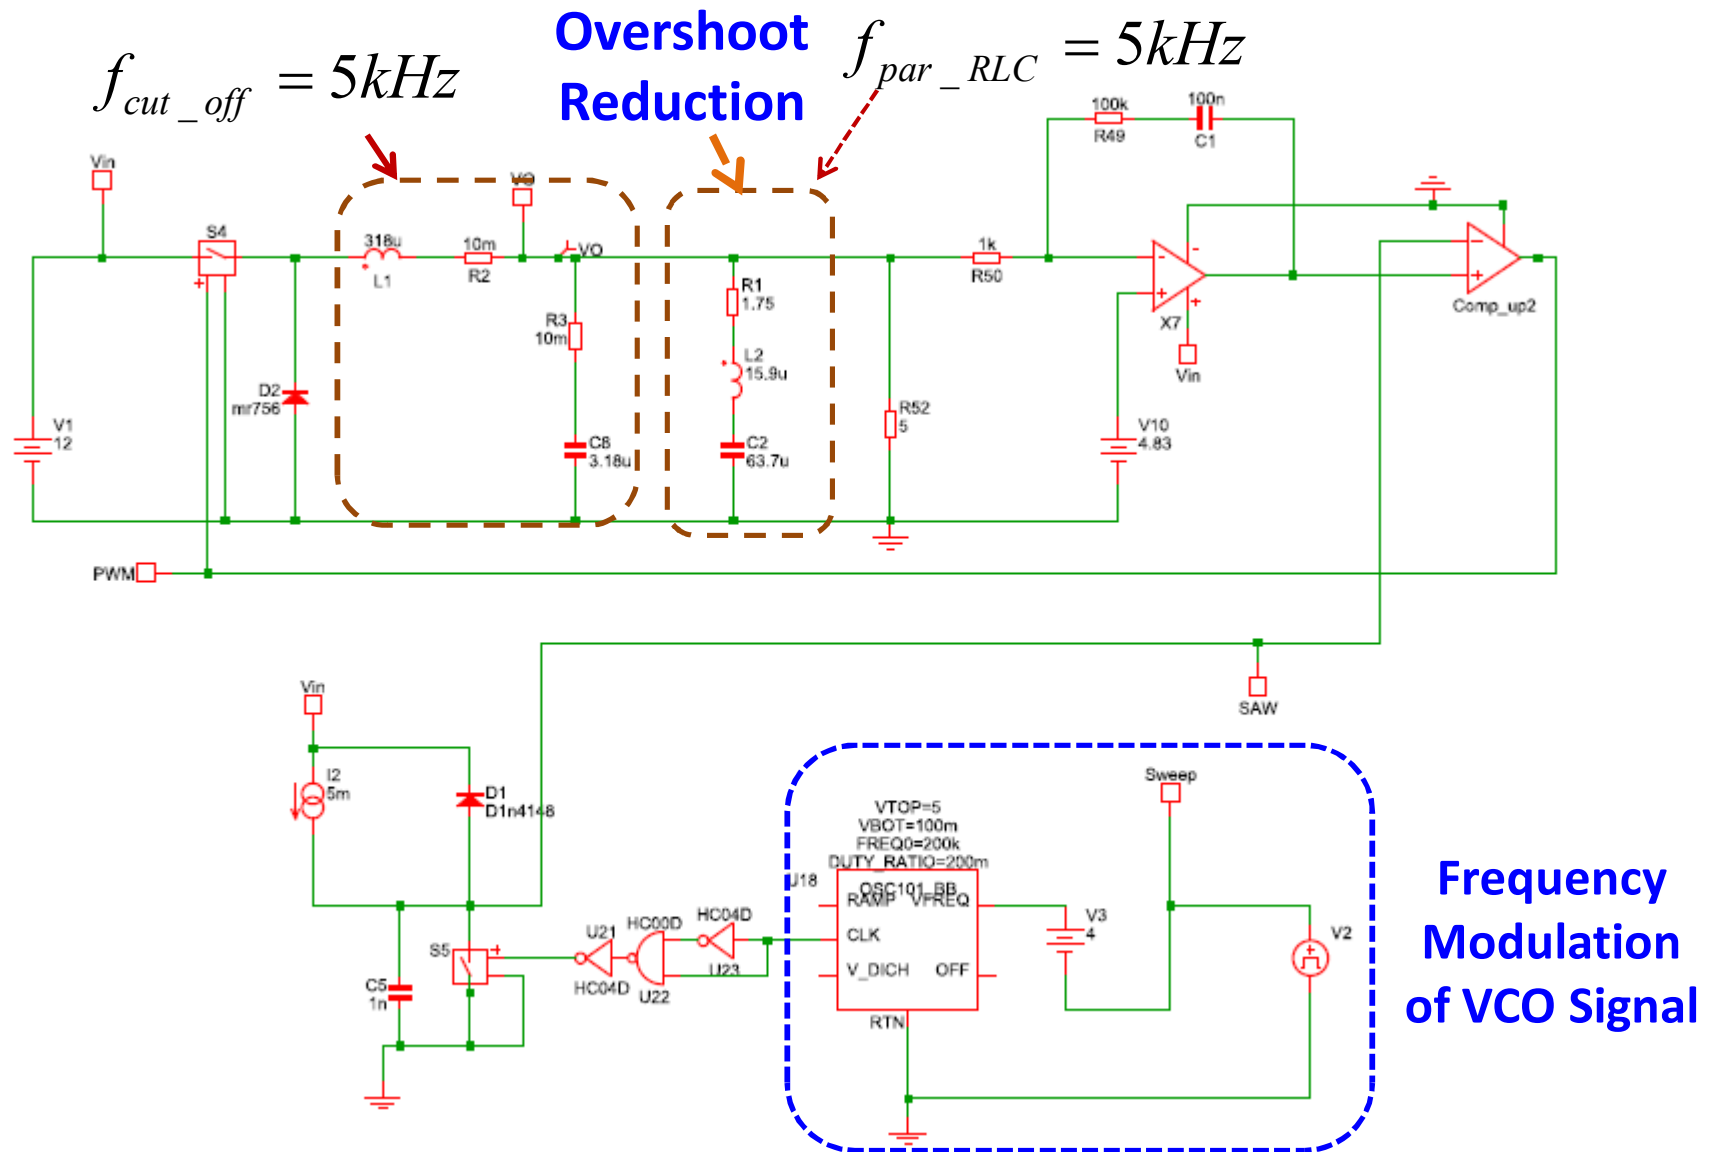 Overshoot
Reduction
f_cut_off = 5kHz
f_par_RLC = 5kHz
Vin
S4
+
318u
L1
10m
R2
VO
VO
R3
10m
C8
3.18u
R1
1.75
L2
15.9u
C2
63.7u
R52
5
1k
R50
100k
R49
100n
C1
-
+
+
X7
Vin
V10
4.83
-
+
Comp_up2
D2
mr756
V1
12
PWM
SAW
Vin
I2
5m
D1
D1n4148
C5
1n
S5
+
U21
HC04D
HC00D
U22
HC04D
U23
VTOP=5
VBOT=100m
FREQ0=200k
DUTY_RATIO=200m
U18
OSC101_BB
RAMP VFREQ
CLK
V_DICH OFF
RTN
V3
4
Sweep
V2
Frequency
Modulation
of VCO Signal